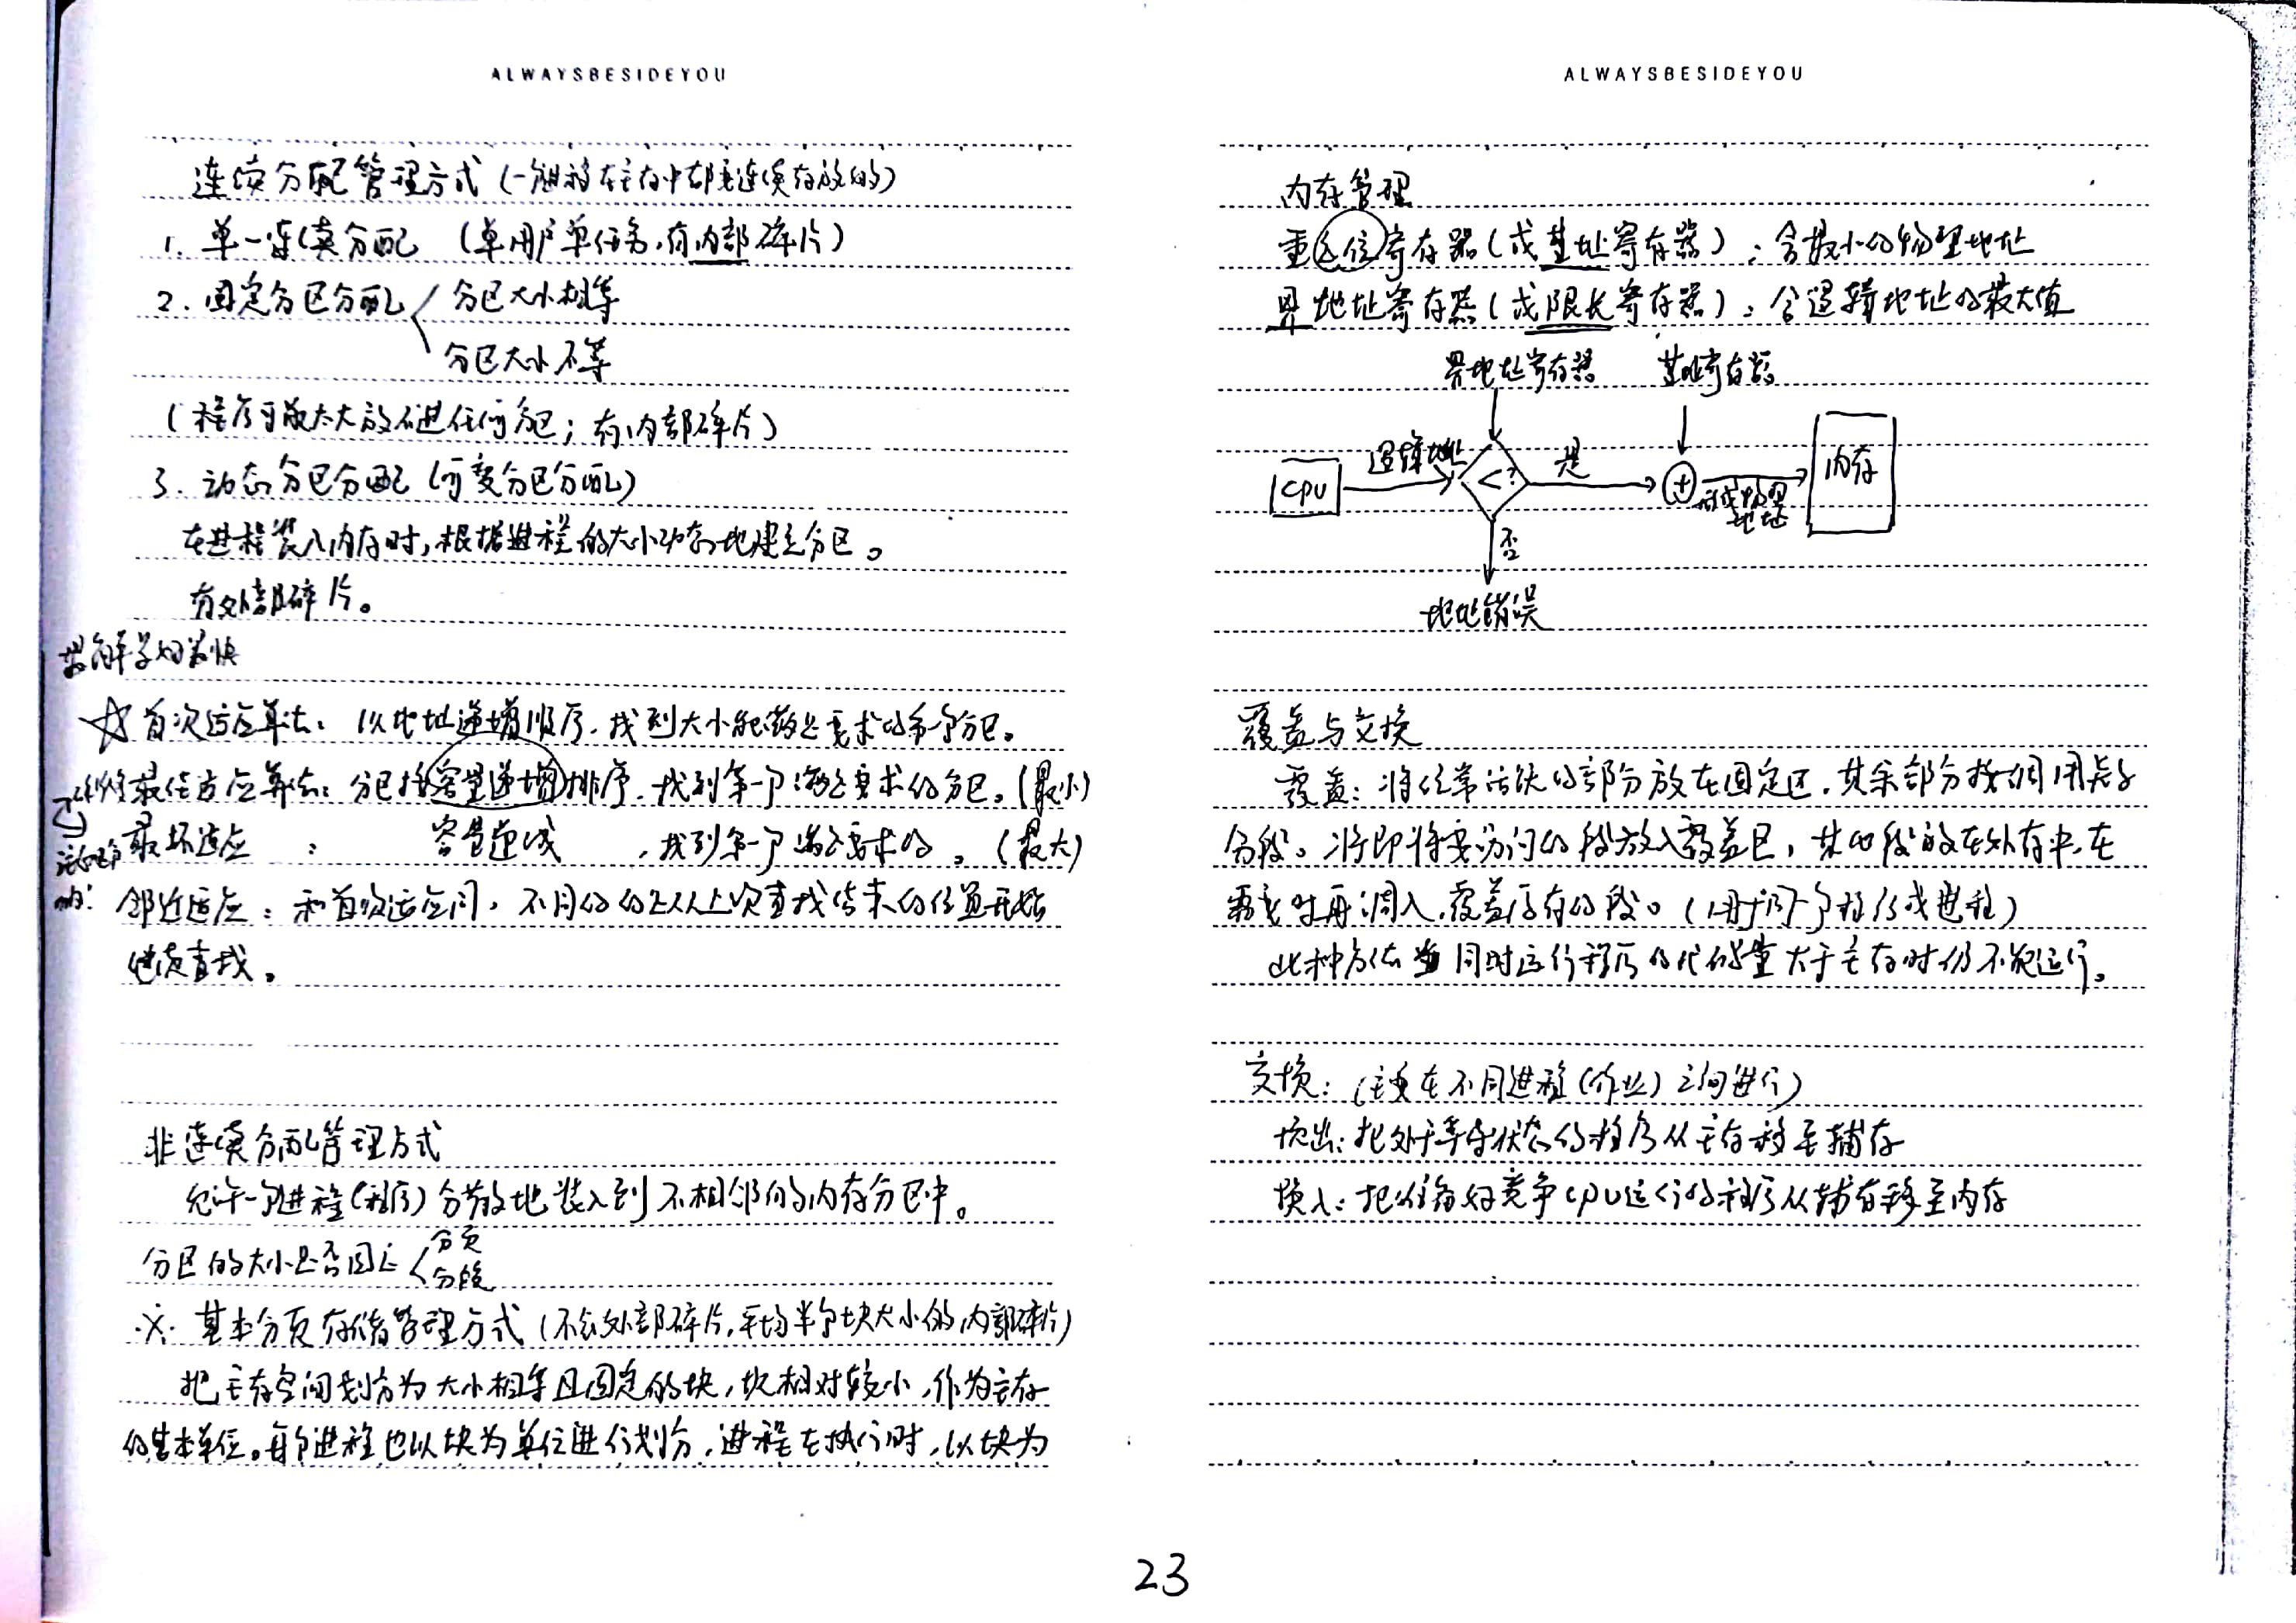 ALWAYSBESIDEYOU
连续分配管理方式(一个进程在主存中都是连续存放的)
1. 单一连续分配 (单用户单任务,有内部碎片)
2. 固定分区分配 分区大小相等
分区大小不等
(程序可能太大放不进任何分区;有内部碎片)
3. 动态分区分配(可变分区分配)
在进程装入内存时,根据进程的大小动态地建立分区。
有外部碎片。
最简单最好最快
☆首次适应算法:以地址递增顺序,找到大小能满足要求的第一个分区。
最佳适应算法:分区按容量递增排序,找到第一个满足要求的分区。(最小)
最坏适应 : 容量递减 ,找到第一个满足要求的。(最大)
邻近适应:和首次适应同,不同的是从上次查找结束的位置开始
继续查找。
非连续分配管理方式
允许一个进程(程序)分散地装入到不相邻的内存分区中。
分区的大小是否固定 分页
分段
※ 基本分页存储管理方式(不会外部碎片,平均半个块大小的内部碎片)
把主存空间划分为大小相等且固定的块,块相对较小,作为主存
的基本单位。每个进程也以块为单位进行划分,进程在执行时,以块为
ALWAYSBESIDEYOU
内存管理
重定位寄存器(或基址寄存器):含最小的物理地址
界地址寄存器(或限长寄存器):含逻辑地址的最大值
界地址寄存器 基址寄存器
CPU 逻辑地址 <? 是 + 物理地址 内存
否
地址错误
覆盖与交换
覆盖:将经常活跃的部分放在固定区,其余部分按调用关系
分段。将即将要访问的段放入覆盖区,其他段放在外存中,在
需要时再调入,覆盖原有的段。(用于同一个程序或进程)
此种方法当同时运行程序的代码量大于主存时仍不能运行。
交换:(主要在不同进程(作业)之间进行)
换出:把处于等待状态的程序从主存移至辅存
换入:把准备好竞争CPU运行的程序从辅存移至内存
23